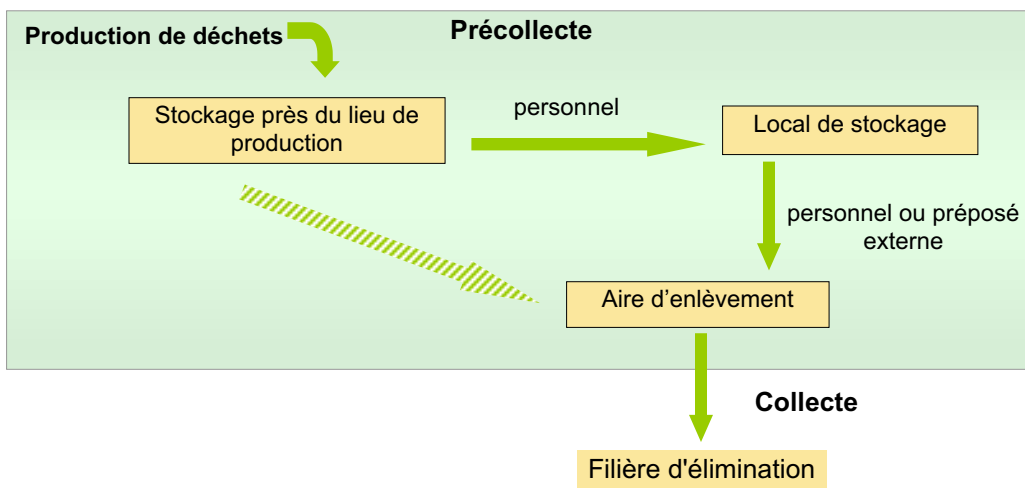 Production de déchets
Précollecte
Stockage près du lieu de
production
personnel
Local de stockage
personnel ou préposé
externe
Aire d’enlèvement
Collecte
Filière d'élimination